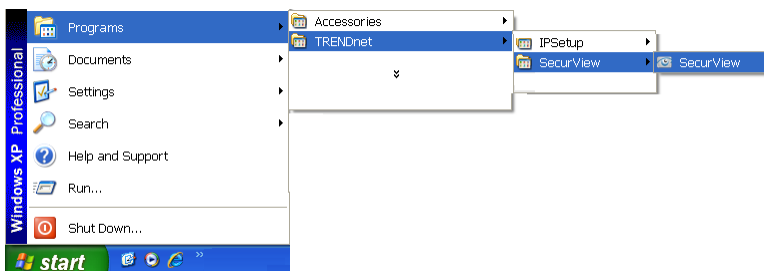 Windows XP Professional
Programs
Documents
Settings
Search
Help and Support
Run...
Shut Down...
start
Accessories
TRENDnet
IPSetup
SecurView
SecurView